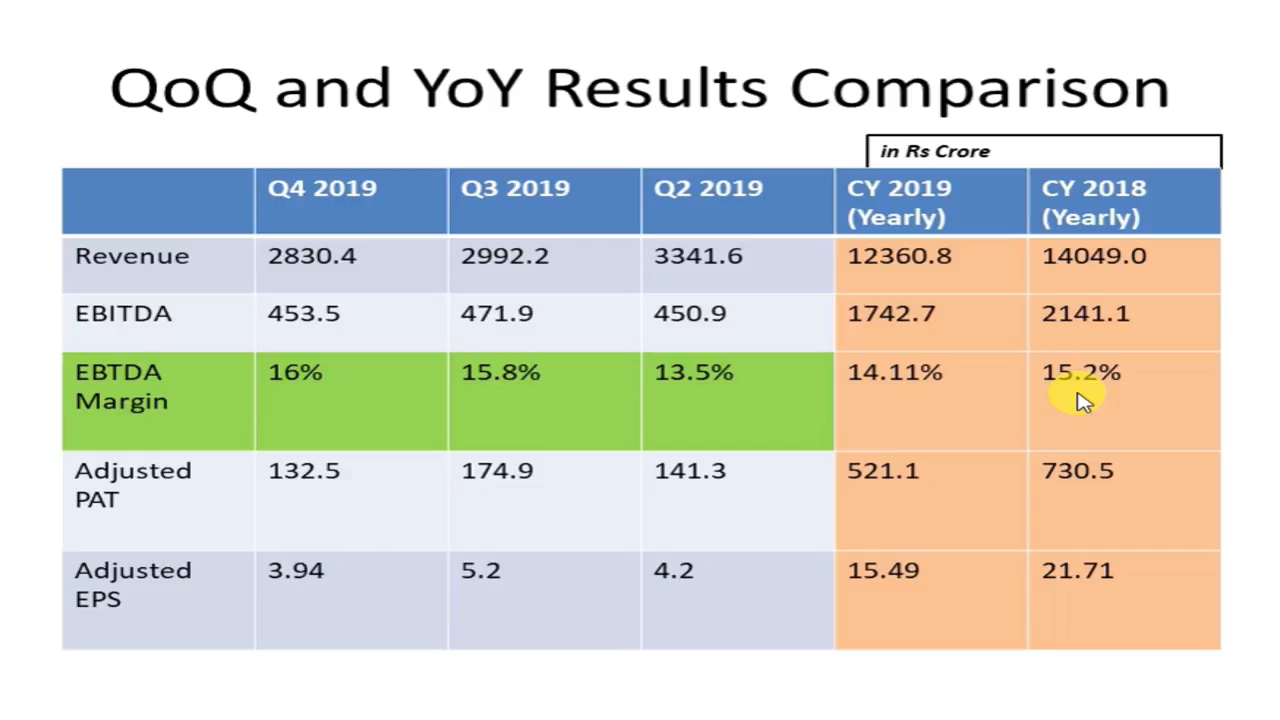 QoQ and YoY Results Comparison
in Rs Crore
Q4 2019 Q3 2019 Q2 2019 CY 2019 (Yearly) CY 2018 (Yearly)
Revenue 2830.4 2992.2 3341.6 12360.8 14049.0
EBITDA 453.5 471.9 450.9 1742.7 2141.1
EBTDA Margin 16% 15.8% 13.5% 14.11% 15.2%
Adjusted PAT 132.5 174.9 141.3 521.1 730.5
Adjusted EPS 3.94 5.2 4.2 15.49 21.71